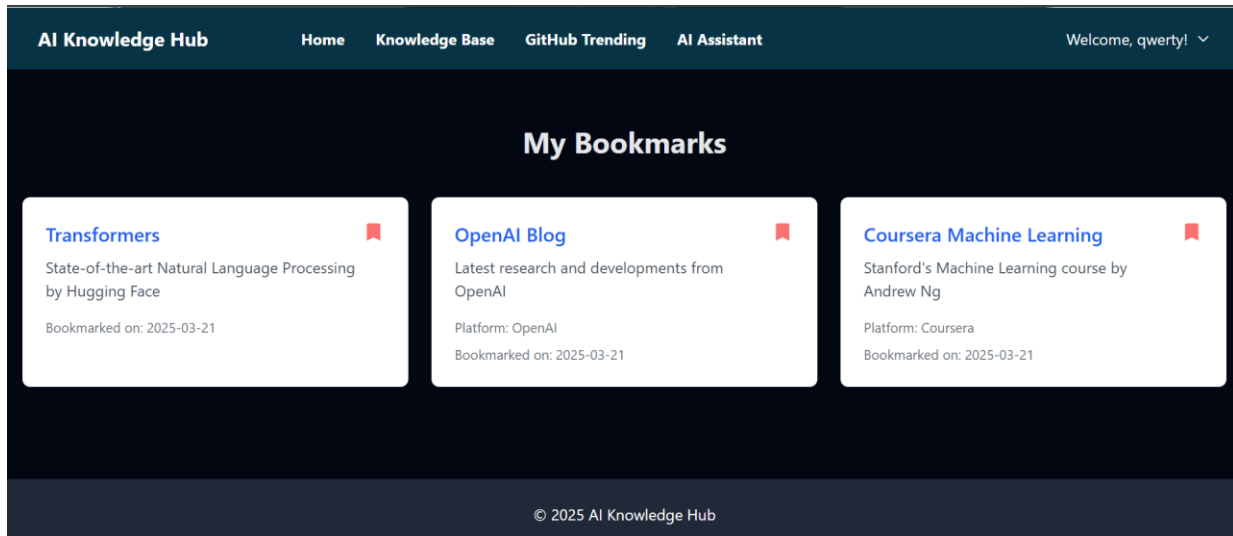 AI Knowledge Hub Home Knowledge Base GitHub Trending AI Assistant Welcome, qwerty!
My Bookmarks
Transformers
State-of-the-art Natural Language Processing
by Hugging Face
Bookmarked on: 2025-03-21
OpenAI Blog
Latest research and developments from
OpenAI
Platform: OpenAI
Bookmarked on: 2025-03-21
Coursera Machine Learning
Stanford's Machine Learning course by
Andrew Ng
Platform: Coursera
Bookmarked on: 2025-03-21
© 2025 AI Knowledge Hub